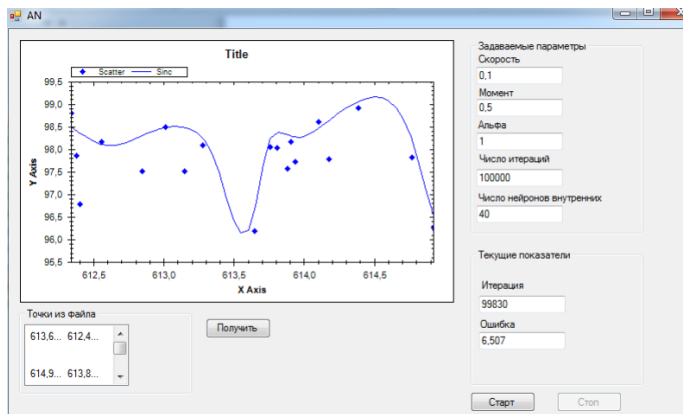 AN
Title
Scatter Sinc
99,5
99,0
98,5
98,0
97,5
97,0
96,5
96,0
95,5
Y Axis
612,5 613,0 613,5 614,0 614,5
X Axis
Точки из файла
613,6... 612,4...
614,9... 613,8...
Получить
Задаваемые параметры
Скорость
0,1
Момент
0,5
Альфа
1
Число итераций
100000
Число нейронов внутренних
40
Текущие показатели
Итерация
99830
Ошибка
6,507
Старт Стоп